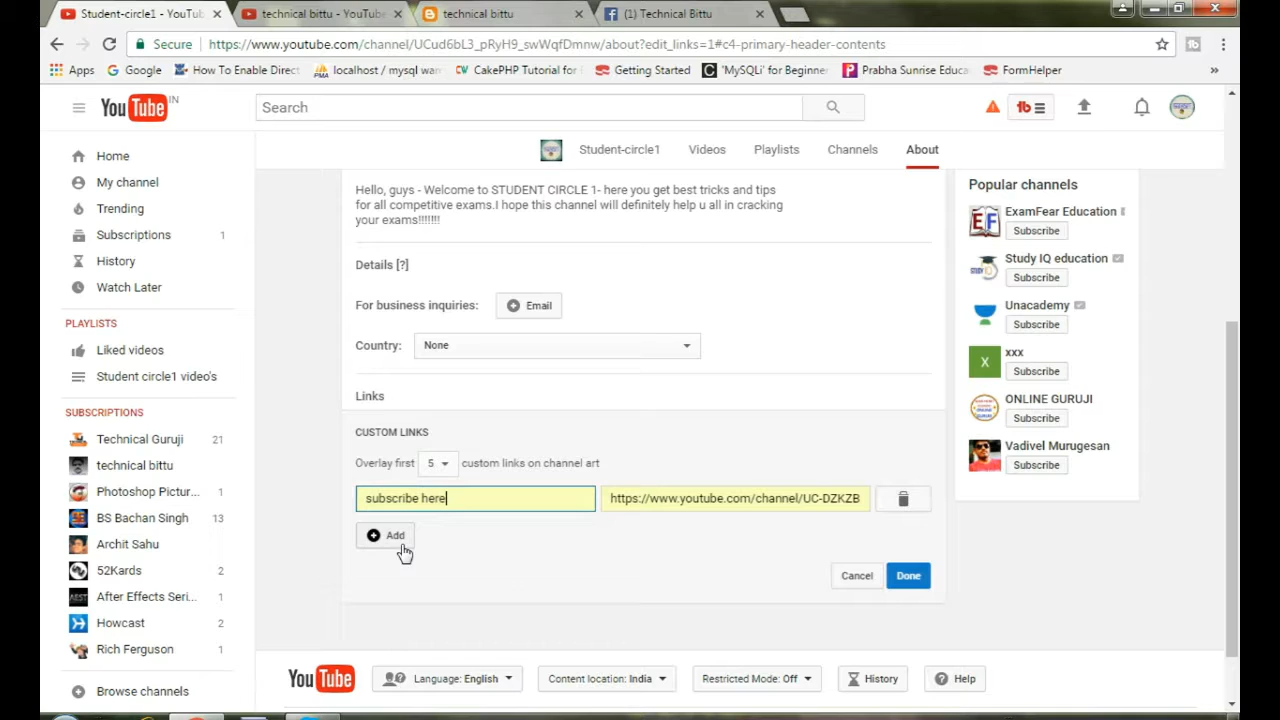 Student-circle1 - YouTu
technical bittu - YouTube
technical bittu
(1) Technical Bittu
Secure
https://www.youtube.com/channel/UCud6bL3_pRyH9_swWqfDmnw/about?edit_links=1#c4-primary-header-contents
Apps
Google
How To Enable Direct
localhost / mysql wam
CakePHP Tutorial for
Getting Started
'MySQLi' for Beginner
Prabha Sunrise Educa
FormHelper
»
YouTube IN
Search
Student-circle1
Videos
Playlists
Channels
About
Home
My channel
Trending
Subscriptions 1
History
Watch Later
PLAYLISTS
Liked videos
Student circle1 video's
SUBSCRIPTIONS
Technical Guruji 21
technical bittu
Photoshop Pictur...
BS Bachan Singh 13
Archit Sahu
52Kards 2
After Effects Seri... 1
Howcast 2
Rich Ferguson 1
Browse channels
Hello, guys - Welcome to STUDENT CIRCLE 1- here you get best tricks and tips
for all competitive exams.I hope this channel will definitely help u all in cracking
your exams!!!!!!!
Details [?]
For business inquiries: Email
Country: None
Links
CUSTOM LINKS
Overlay first 5 custom links on channel art
subscribe here
https://www.youtube.com/channel/UC-DZKZB
Add
Cancel
Done
Popular channels
ExamFear Education
Subscribe
Study IQ education
Subscribe
Unacademy
Subscribe
X
xxx
Subscribe
ONLINE GURUJI
Subscribe
Vadivel Murugesan
Subscribe
YouTube
Language: English
Content location: India
Restricted Mode: Off
History
Help